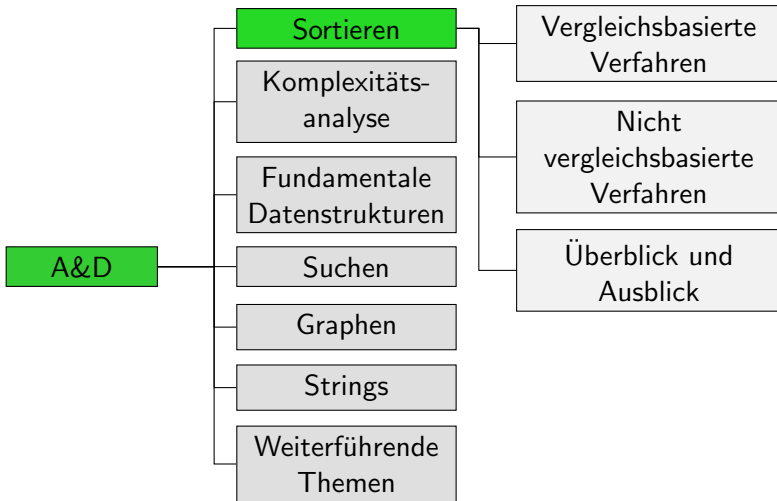 A&D
Sortieren
Komplexitäts-
analyse
Fundamentale
Datenstrukturen
Suchen
Graphen
Strings
Weiterführende
Themen
Vergleichsbasierte
Verfahren
Nicht
vergleichsbasierte
Verfahren
Überblick und
Ausblick